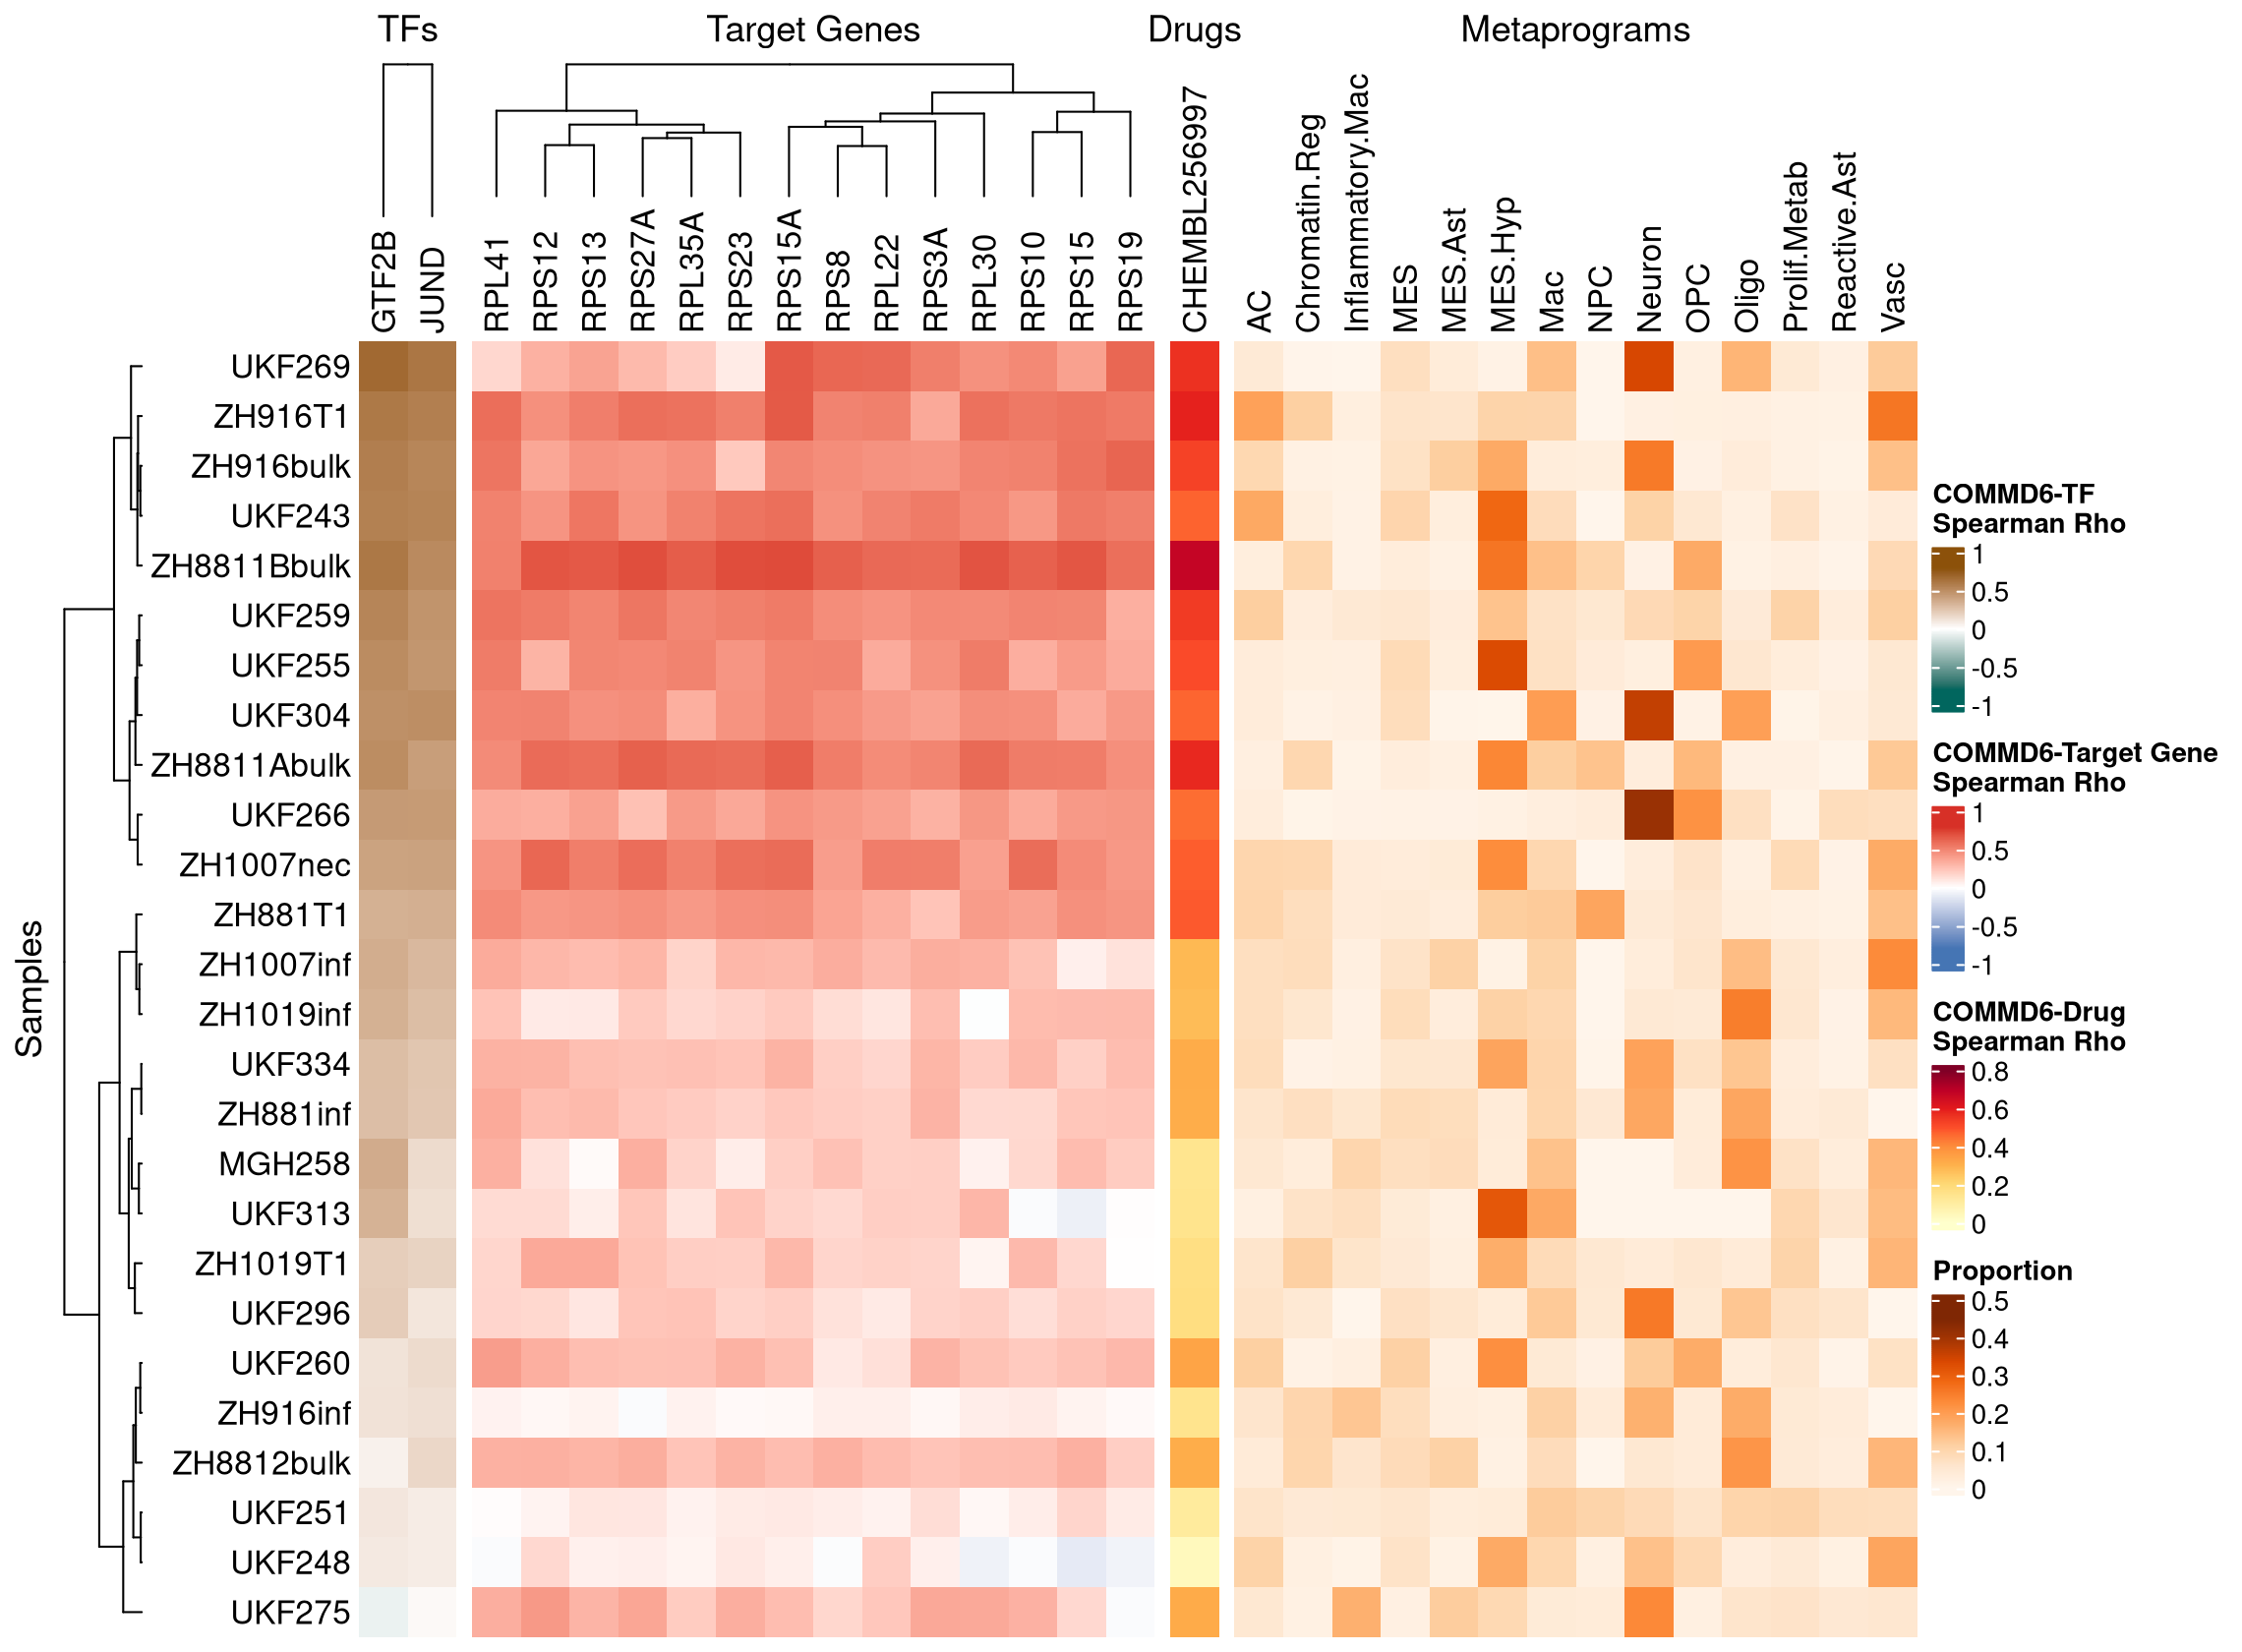 TFs
Target Genes
Drugs
Metaprograms
GTF2B
JUND
RPL41
RPS12
RPS13
RPS27A
RPL35A
RPS23
RPS15A
RPS8
RPL22
RPS3A
RPL30
RPS10
RPS15
RPS19
CHEMBL256997
AC
Chromatin.Reg
Inflammatory.Mac
MES
MES.Ast
MES.Hyp
Mac
NPC
Neuron
OPC
Oligo
Prolif.Metab
Reactive.Ast
Vasc
Samples
UKF269
ZH916T1
ZH916bulk
UKF243
ZH8811Bbulk
UKF259
UKF255
UKF304
ZH8811Abulk
UKF266
ZH1007nec
ZH881T1
ZH1007inf
ZH1019inf
UKF334
ZH881inf
MGH258
UKF313
ZH1019T1
UKF296
UKF260
ZH916inf
ZH8812bulk
UKF251
UKF248
UKF275
COMMD6-TF
Spearman Rho
1
0.5
0
-0.5
-1
COMMD6-Target Gene
Spearman Rho
1
0.5
0
-0.5
-1
COMMD6-Drug
Spearman Rho
0.8
0.6
0.4
0.2
0
Proportion
0.5
0.4
0.3
0.2
0.1
0